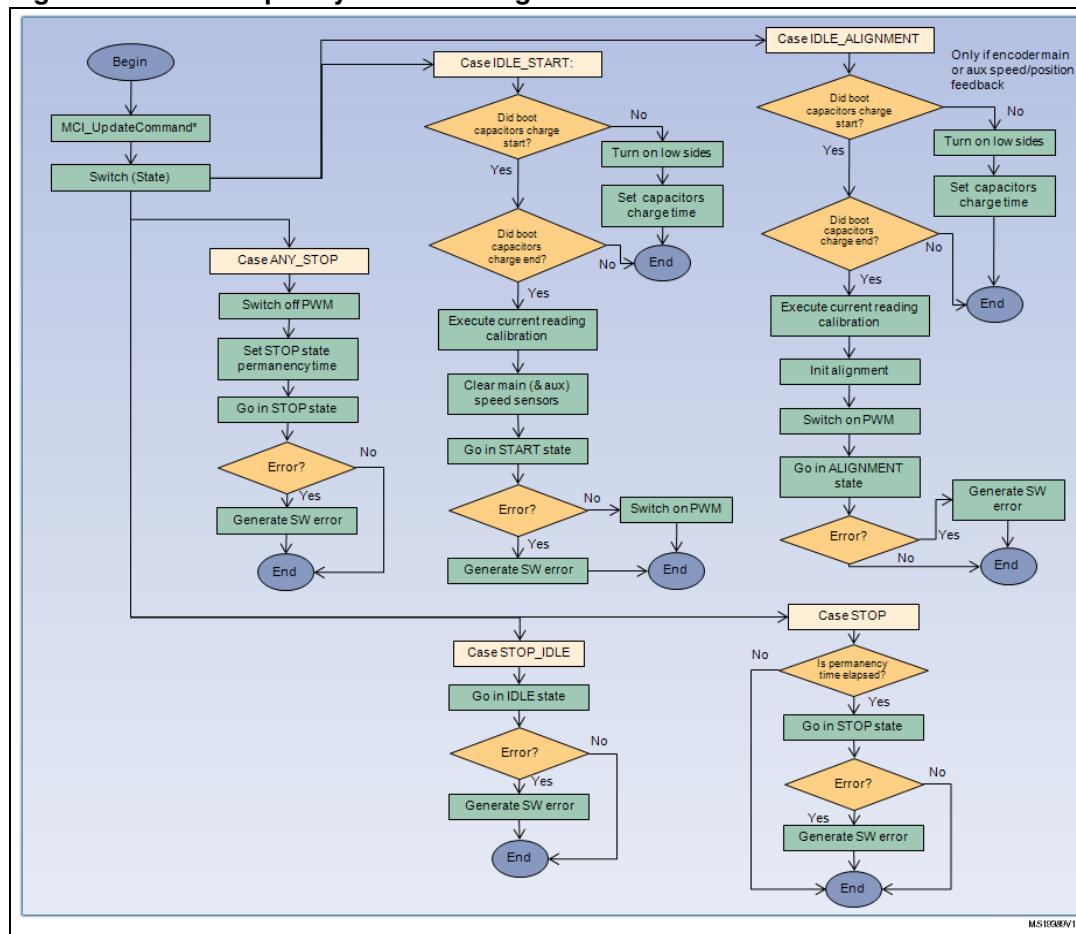 Begin
MCI_UpdateCommand*
Switch (State)
Case ANY_STOP
Switch off PWM
Set STOP state
permanency time
Go in STOP state
Error?
No
Yes
Generate SW error
End
Case IDLE_START:
Did boot
capacitors charge
start?
No
Turn on low sides
Set capacitors
charge time
Yes
Did boot
capacitors
charge end?
No
End
Yes
Execute current reading
calibration
Clear main (& aux)
speed sensors
Go in START state
Error?
No
Switch on PWM
Yes
Generate SW error
End
Case IDLE_ALIGNMENT
Only if encoder main
or aux speed/position
feedback
Did boot
capacitors charge
start?
No
Turn on low sides
Set capacitors
charge time
Yes
Did boot
capacitors
charge end?
No
End
Yes
Execute current reading
calibration
Init alignment
Switch on PWM
Go in ALIGNMENT
state
Error?
Yes
Generate SW
error
No
End
Case STOP_IDLE
Go in IDLE state
Error?
No
Yes
Generate SW error
End
Case STOP
Is permanency
time elapsed?
No
Yes
Go in STOP state
Error?
No
Yes
Generate SW error
End